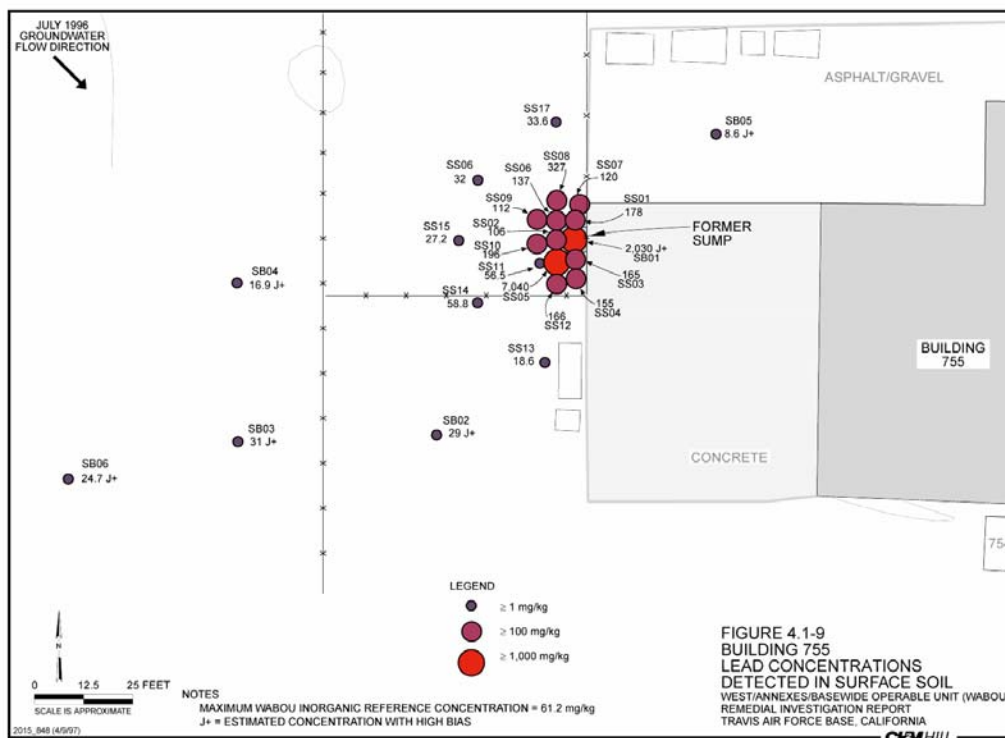 JULY 1996
GROUNDWATER
FLOW DIRECTION
ASPHALT/GRAVEL
SS17
33.6
SB05
8.6 J+
SS08
327
SS07
120
SS06
137
SS06
32
SS09
112
SS01
178
SS02
106
SS15
27.2
FORMER
SUMP
SS10
196
2,030 J+
SB01
SS11
56.5
165
SS03
SB04
16.9 J+
7,040
SS05
SS14
58.8
155
SS04
166
SS12
SS13
18.6
BUILDING
755
SB02
29 J+
SB03
31 J+
CONCRETE
SB06
24.7 J+
754
LEGEND
≥ 1 mg/kg
≥ 100 mg/kg
≥ 1,000 mg/kg
N
0 12.5 25 FEET
SCALE IS APPROXIMATE
NOTES
MAXIMUM WABOU INORGANIC REFERENCE CONCENTRATION = 61.2 mg/kg
J+ = ESTIMATED CONCENTRATION WITH HIGH BIAS
2015_848 (4/9/97)
FIGURE 4.1-9
BUILDING 755
LEAD CONCENTRATIONS
DETECTED IN SURFACE SOIL
WEST/ANNEXES/BASEWIDE OPERABLE UNIT (WABOU
REMEDIAL INVESTIGATION REPORT
TRAVIS AIR FORCE BASE, CALIFORNIA